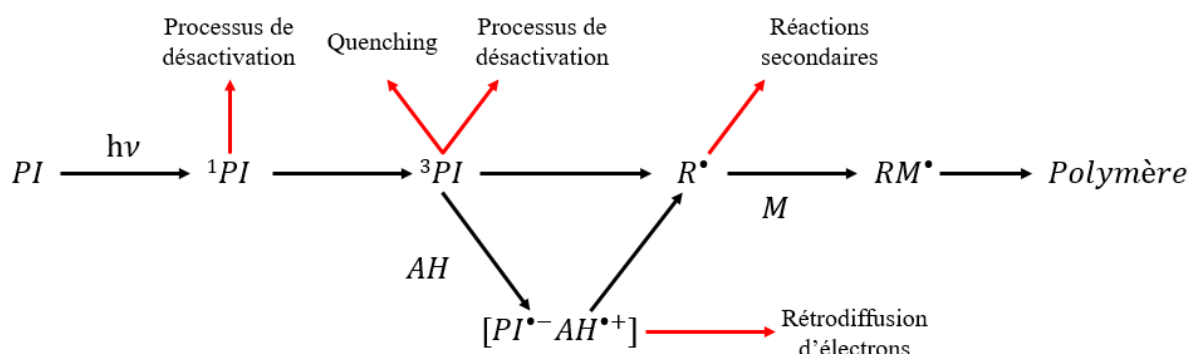 Processus de
désactivation
Quenching
Processus de
désactivation
Réactions
secondaires
PI
hν
¹PI
³PI
R•
M
RM•
Polymère
AH
[PI•− AH•+]
Rétrodiffusion
d'électrons